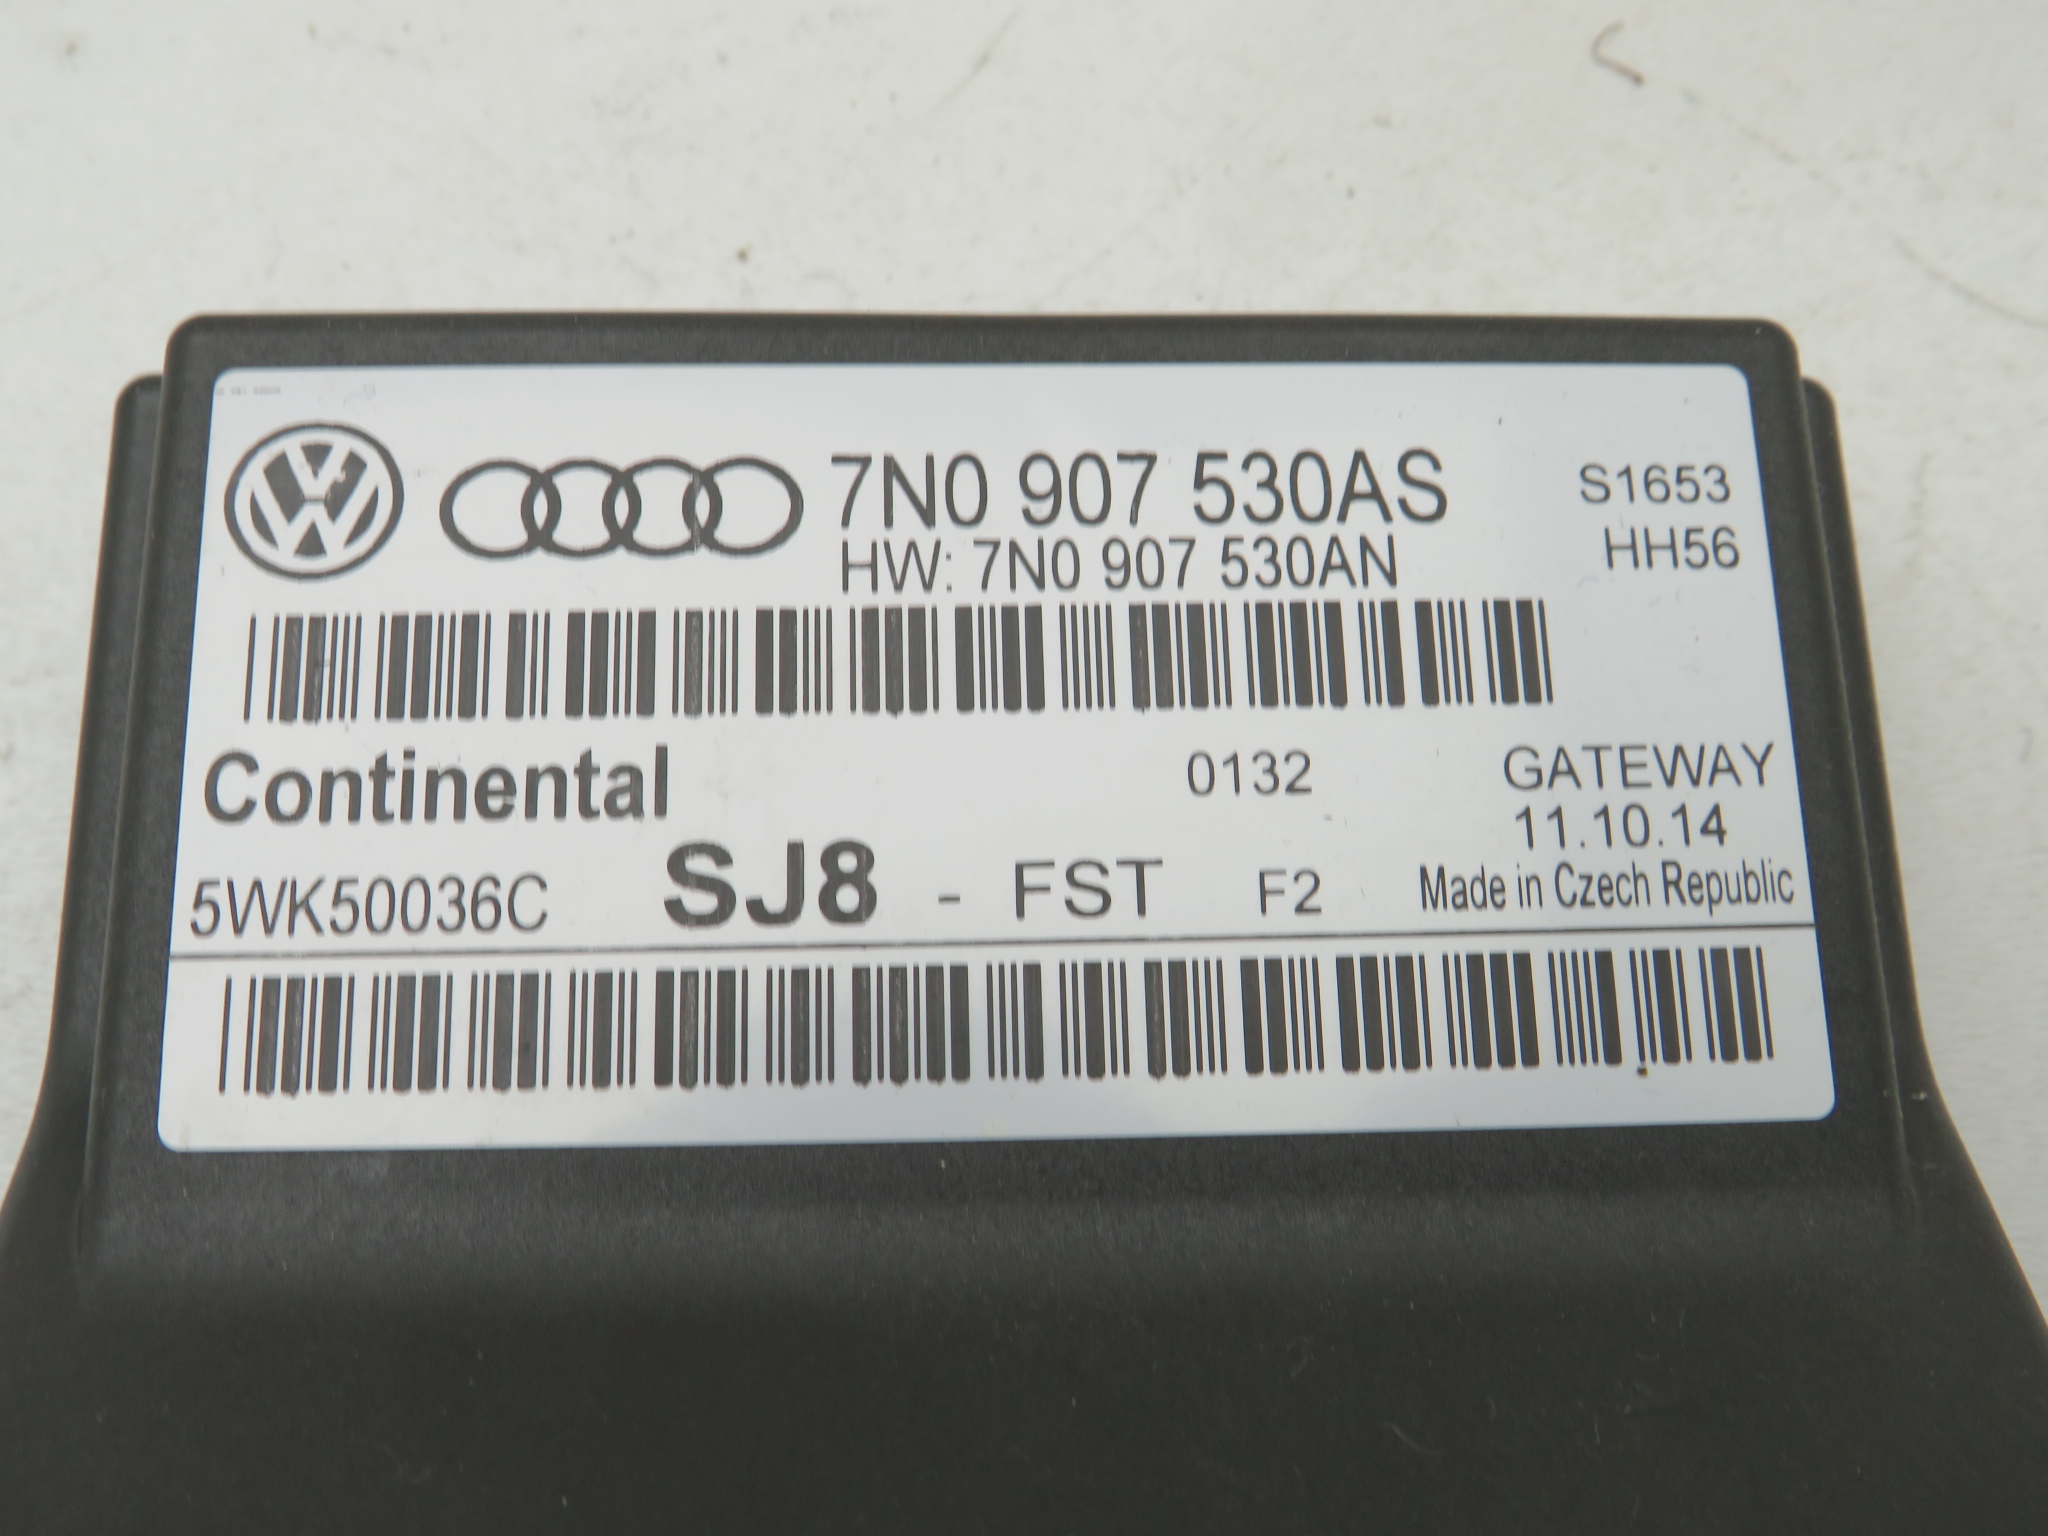 7N0 907 530AS
S1653
HW: 7N0 907 530AN
HH56
Continental
0132
GATEWAY
11.10.14
5WK50036C SJ8 - FST F2
Made in Czech Republic